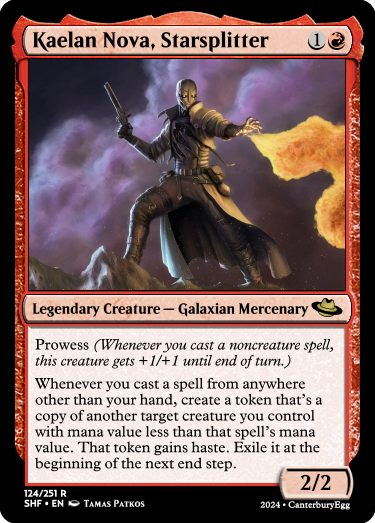 Kaelan Nova, Starsplitter 1
Legendary Creature — Galaxian Mercenary
Prowess (Whenever you cast a noncreature spell,
this creature gets +1/+1 until end of turn.)
Whenever you cast a spell from anywhere
other than your hand, create a token that's a
copy of another target creature you control
with mana value less than that spell's mana
value. That token gains haste. Exile it at the
beginning of the next end step.
2/2
124/251 R
SHF • EN Tamas Patkos
2024 • CanterburyEgg